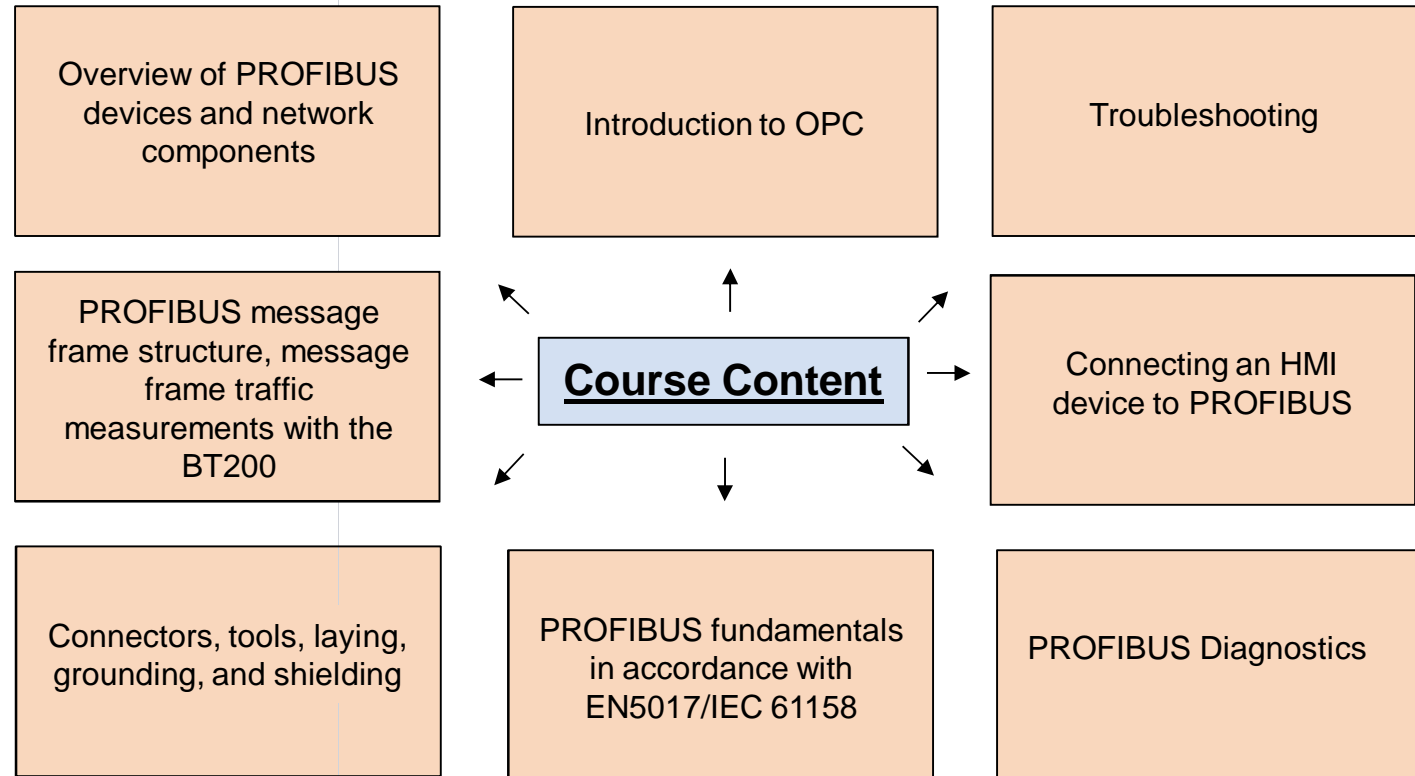 Overview of PROFIBUS
devices and network
components
Introduction to OPC
Troubleshooting
PROFIBUS message
frame structure, message
frame traffic
measurements with the
BT200
Course Content
Connecting an HMI
device to PROFIBUS
Connectors, tools, laying,
grounding, and shielding
PROFIBUS fundamentals
in accordance with
EN5017/IEC 61158
PROFIBUS Diagnostics